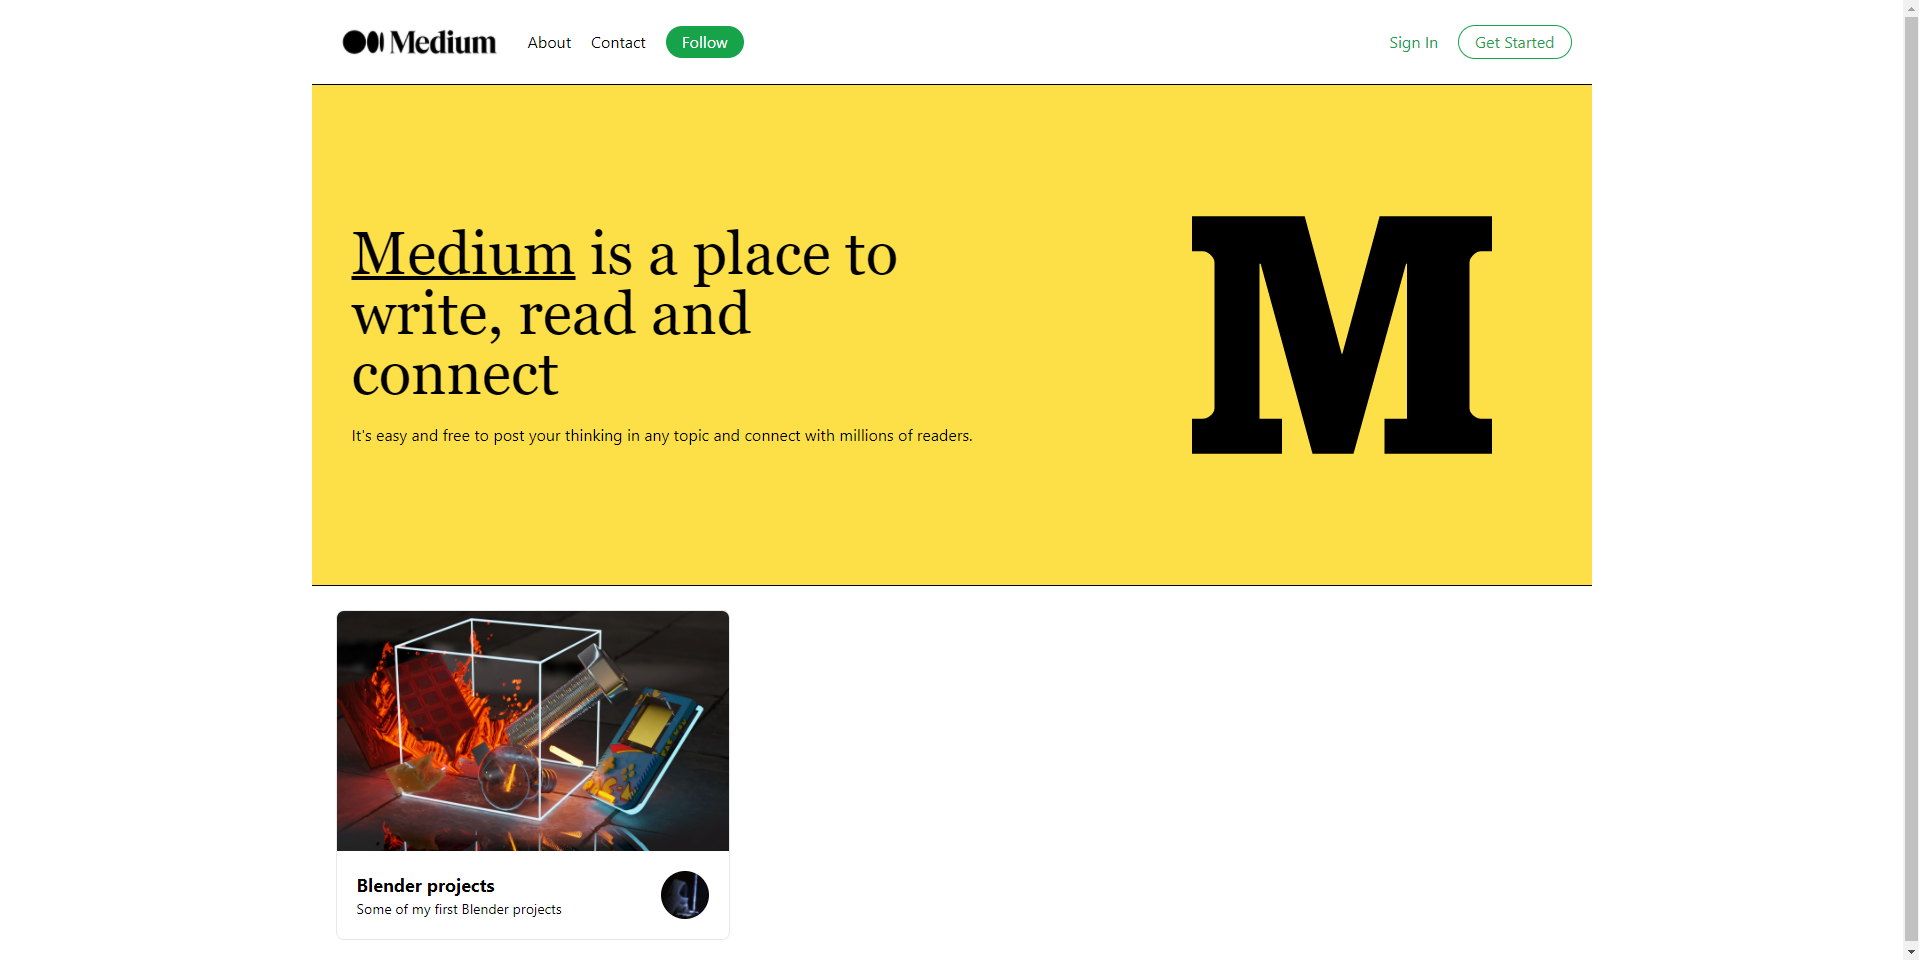 Medium
About
Contact
Follow
Sign In
Get Started
Medium is a place to
write, read and
connect
It's easy and free to post your thinking in any topic and connect with millions of readers.
M
Blender projects
Some of my first Blender projects